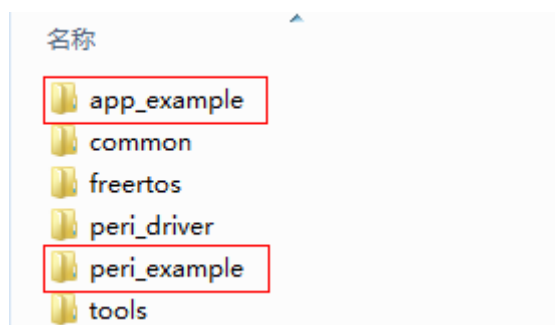 名称
app_example
common
freertos
peri_driver
peri_example
tools